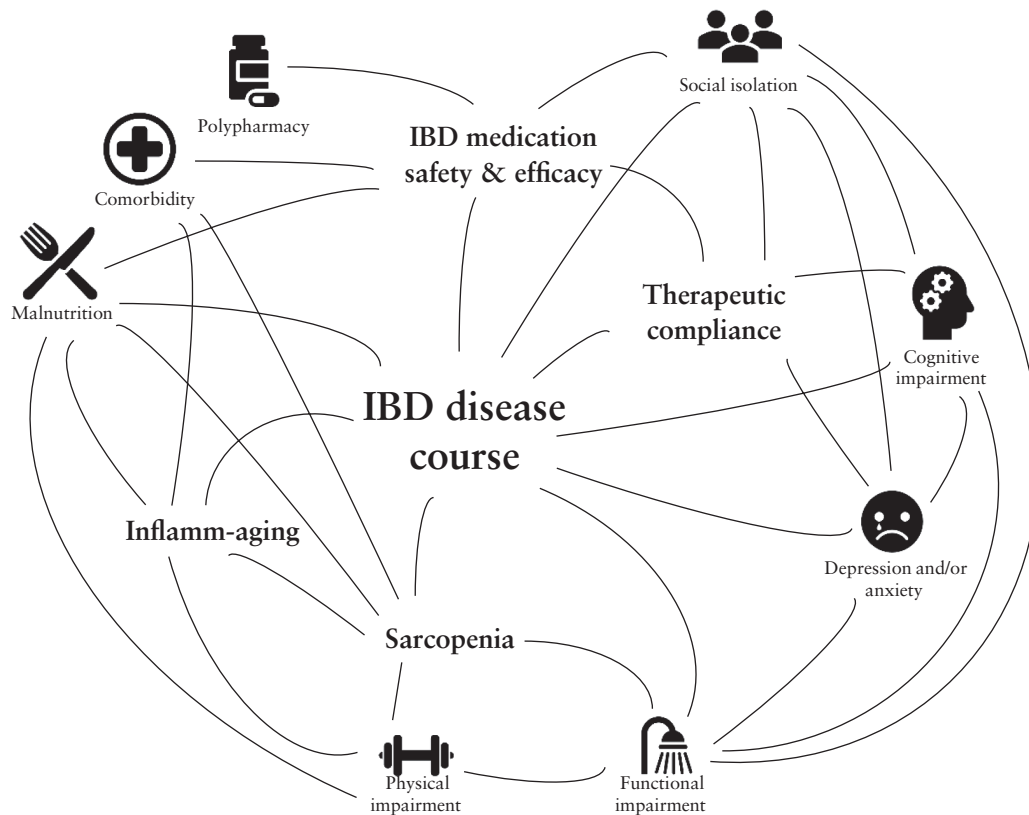 Social isolation
Polypharmacy
IBD medication
safety & efficacy
Comorbidity
Malnutrition
Therapeutic
compliance
Cognitive
impairment
IBD disease
course
Inflamm-aging
Depression and/or
anxiety
Sarcopenia
Physical
impairment
Functional
impairment